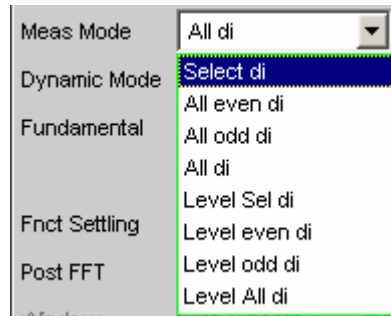 Meas Mode All di
Dynamic Mode Select di
All even di
Fundamental All odd di
All di
Level Sel di
Fnct Settling Level even di
Post FFT Level odd di
Level All di